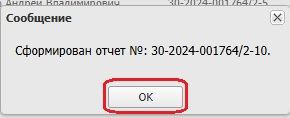 Андрей Владимирович 30-2024-001764/2-5
Сообщение
Сформирован отчет №: 30-2024-001764/2-10.
OK